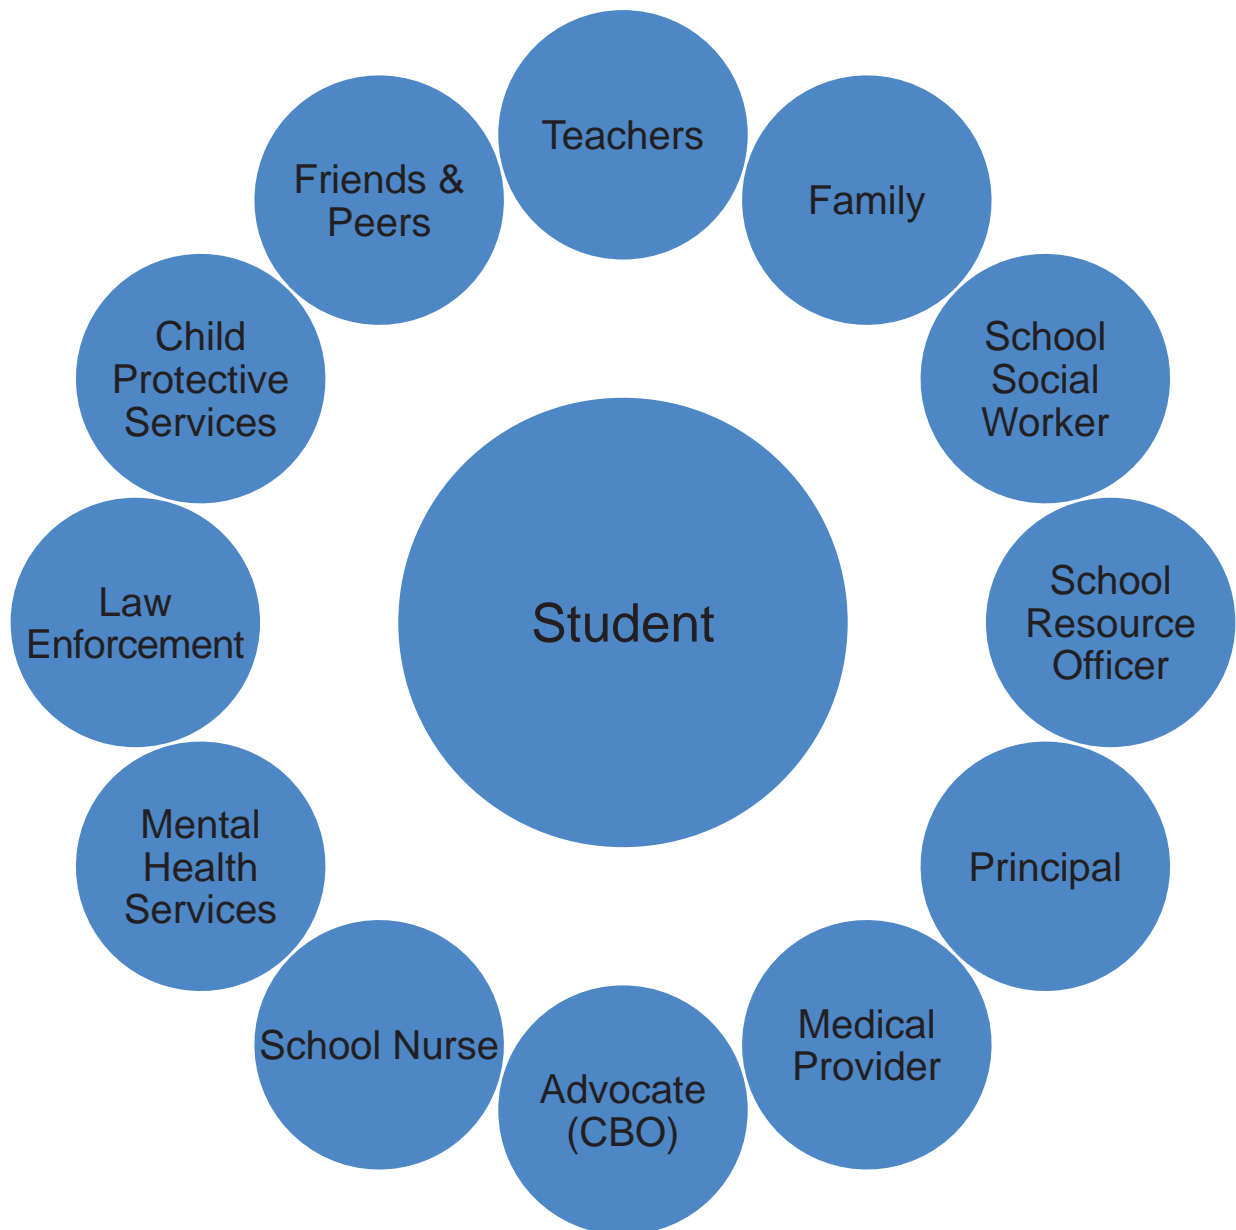 Teachers
Family
School
Social
Worker
School
Resource
Officer
Principal
Medical
Provider
Advocate
(CBO)
School Nurse
Mental
Health
Services
Law
Enforcement
Child
Protective
Services
Friends &
Peers
Student